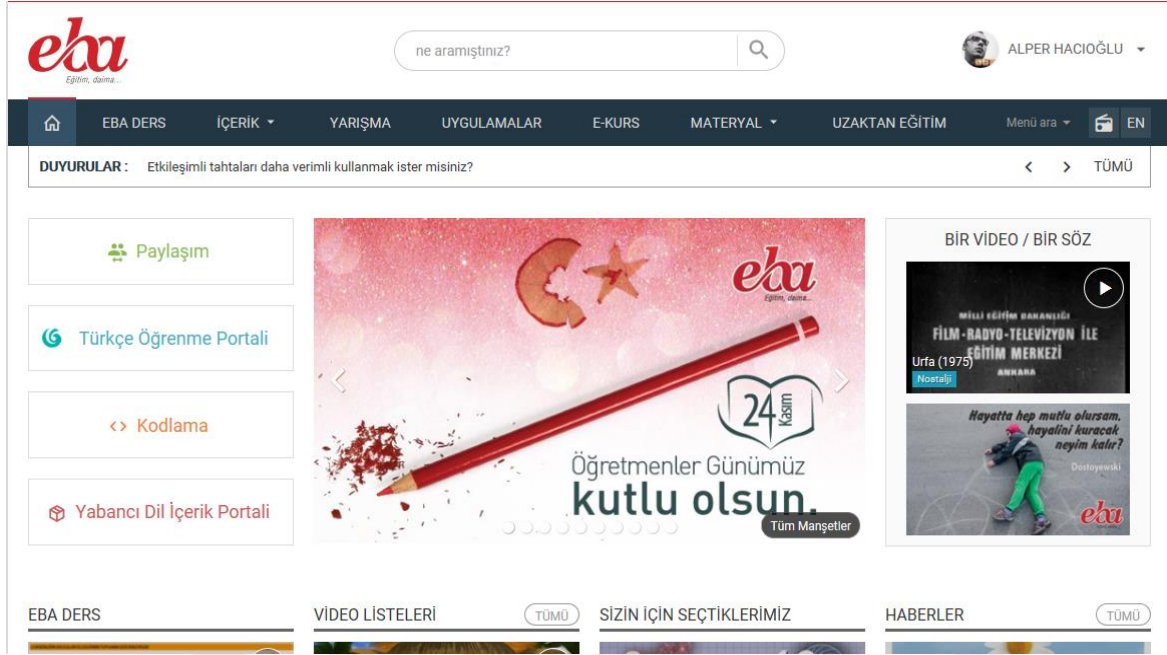 eba
Eğitim, daima...
ne aramıştınız?
ALPER HACIOĞLU
EBA DERS
İÇERİK
YARIŞMA
UYGULAMALAR
E-KURS
MATERYAL
UZAKTAN EĞİTİM
Menü ara
EN
DUYURULAR : Etkileşimli tahtaları daha verimli kullanmak ister misiniz?
TÜMÜ
Paylaşım
Türkçe Öğrenme Portali
Kodlama
Yabancı Dil İçerik Portali
eba
Eğitim, daima...
24 Kasım
Öğretmenler Günümüz
kutlu olsun.
Tüm Manşetler
BİR VİDEO / BİR SÖZ
MİLLİ EĞİTİM BAKANLIĞI
FİLM-RADYO-TELEVİZYON İLE
EĞİTİM MERKEZİ
ANKARA
Urfa (1975)
Nostalji
Hayatta hep mutlu olursam,
hayalini kuracak
neyim kalır?
Dostoyewski
eba
EBA DERS
VİDEO LİSTELERİ
TÜMÜ
SİZİN İÇİN SEÇTİKLERİMİZ
HABERLER
TÜMÜ